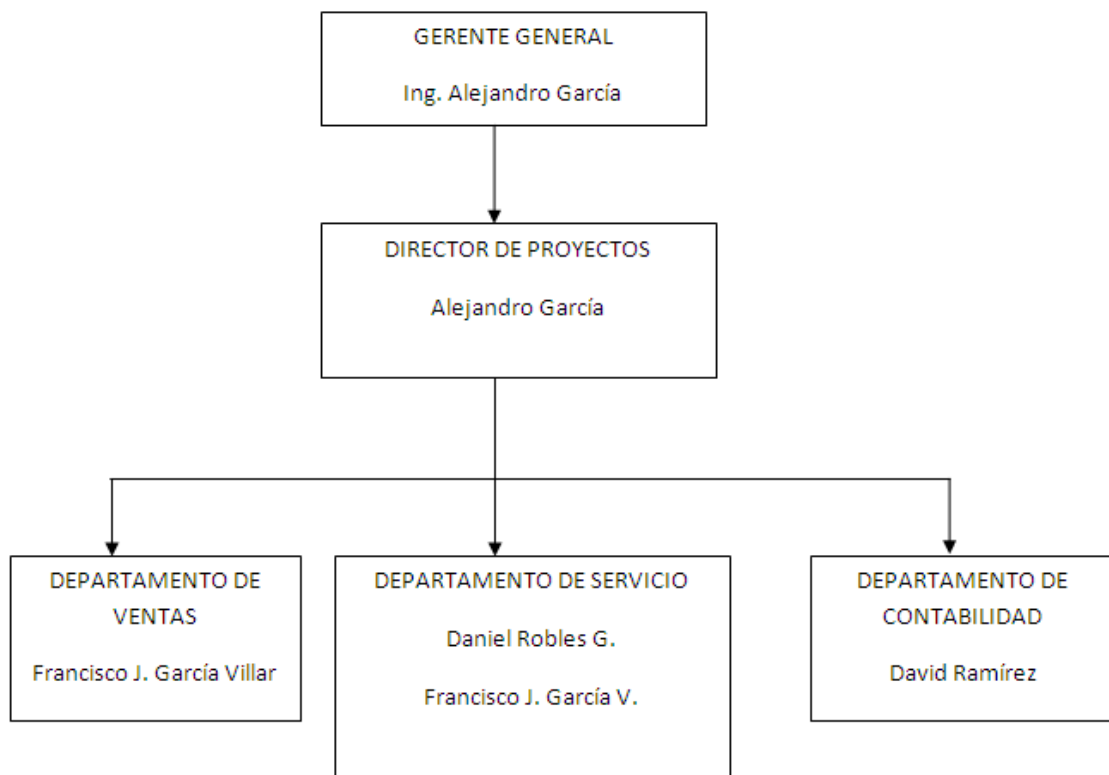 GERENTE GENERAL
Ing. Alejandro García
DIRECTOR DE PROYECTOS
Alejandro García
DEPARTAMENTO DE
VENTAS
Francisco J. García Villar
DEPARTAMENTO DE SERVICIO
Daniel Robles G.
Francisco J. García V.
DEPARTAMENTO DE
CONTABILIDAD
David Ramírez